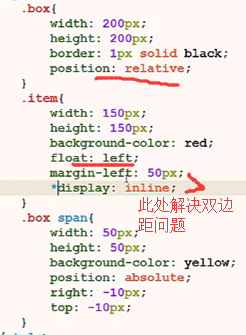 .box{
width: 200px;
height: 200px;
border: 1px solid black;
position: relative;
}
.item{
width: 150px;
height: 150px;
background-color: red;
float: left;
margin-left: 50px;
*display: inline;
}
此处解决双边
距问题
.box span{
width: 50px;
height: 50px;
background-color: yellow;
position: absolute;
right: -10px;
top: -10px;
}